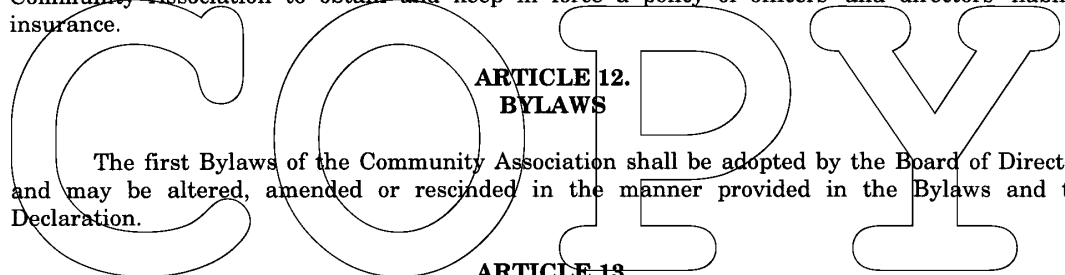 Community Association to obtain and keep in force a policy of officers' and directors'
insurance.
ARTICLE 12.
BYLAWS
The first Bylaws of the Community Association shall be adopted by the Board of
and may be altered, amended or rescinded in the manner provided in the Bylaws and
Declaration.
ARTICLE 13.
COPY